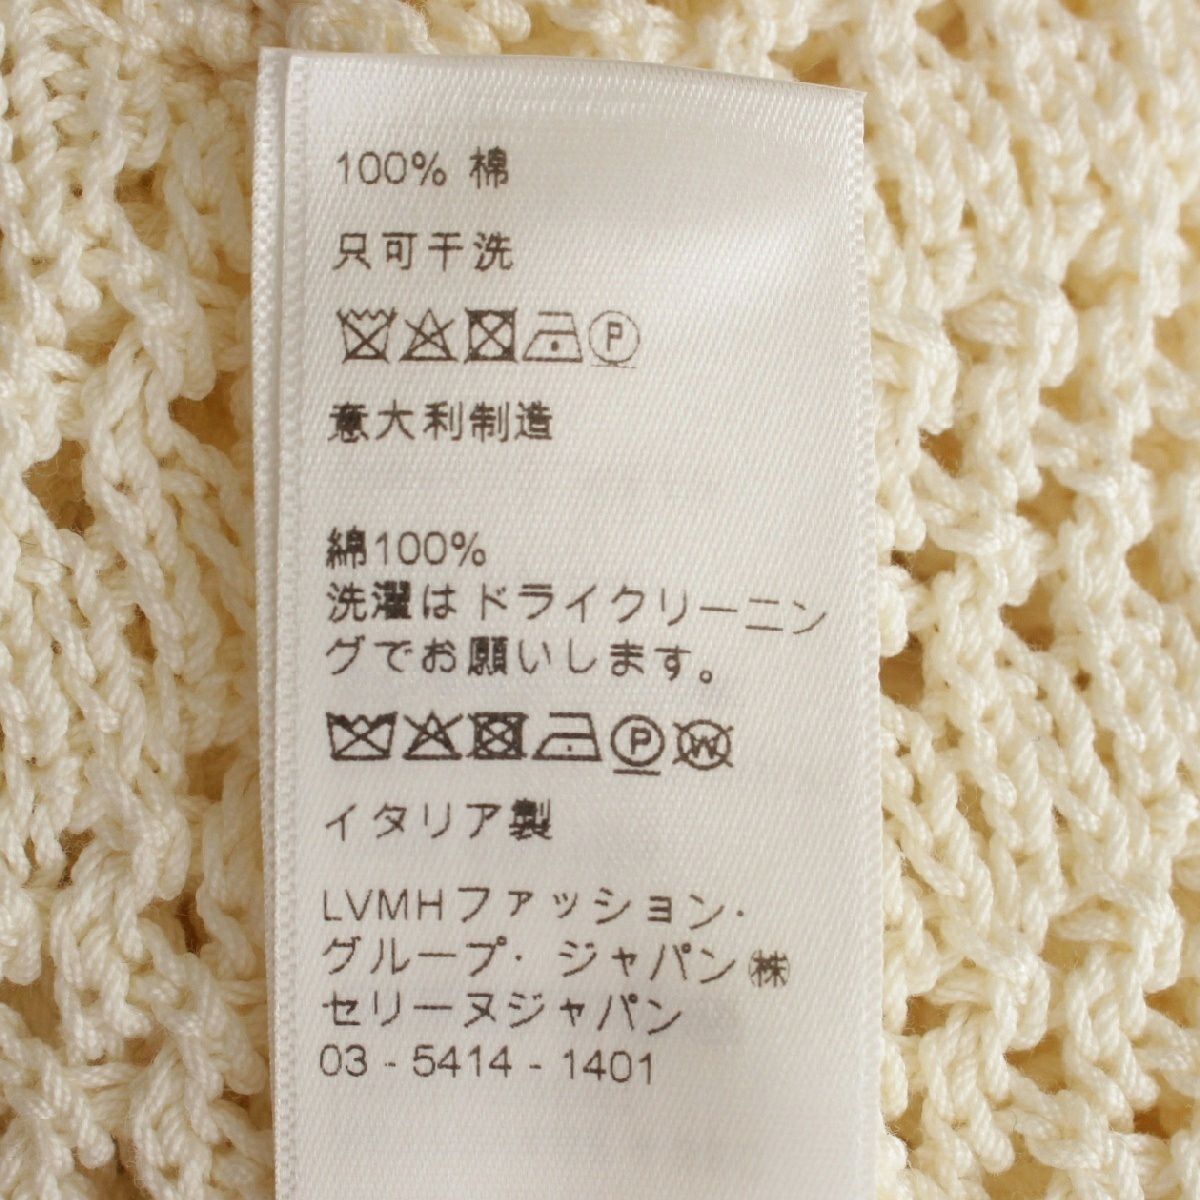 100% 棉
只可干洗
P
意大利制造
綿100%
洗濯はドライクリーニン
グでお願いします。
P W
イタリア製
LVMHファッション·
グループ· ジャパン㈱
セリーヌジャパン
03 - 5414 - 1401